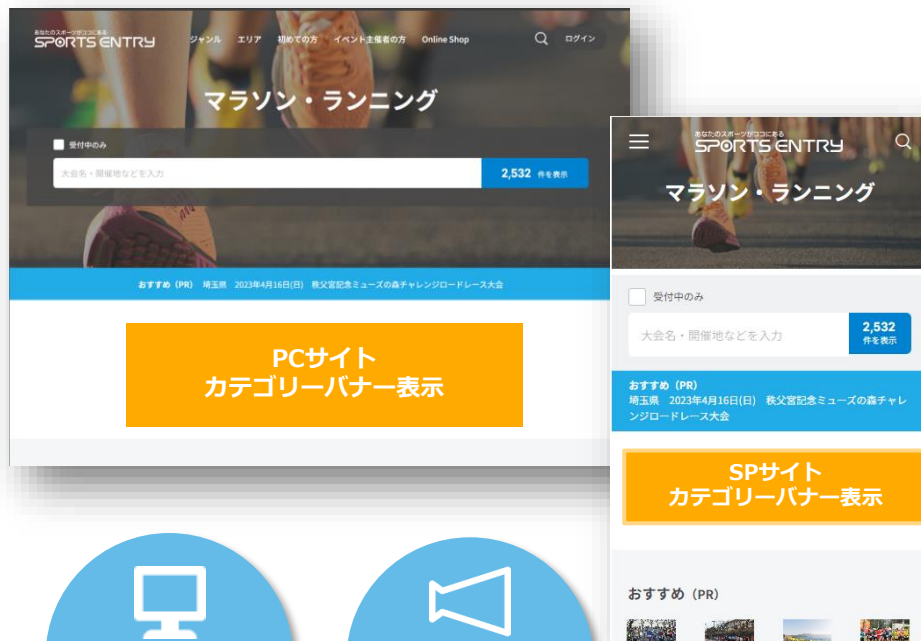 あなたのスポーツがココにある
SPORTS ENTRY
ジャンル エリア 初めての方 イベント主催者の方 Online Shop ログイン
マラソン・ランニング
受付中のみ
大会名・開催地などを入力
2,532 件を表示
おすすめ（PR） 埼玉県 2023年4月16日(日) 秩父宮記念ミューズの森チャレンジロードレース大会
PCサイト
カテゴリーバナー表示
あなたのスポーツがココにある
SPORTS ENTRY
マラソン・ランニング
受付中のみ
大会名・開催地などを入力
2,532
件を表示
おすすめ（PR）
埼玉県 2023年4月16日(日) 秩父宮記念ミューズの森チャレ
ンジロードレース大会
SPサイト
カテゴリーバナー表示
おすすめ（PR）